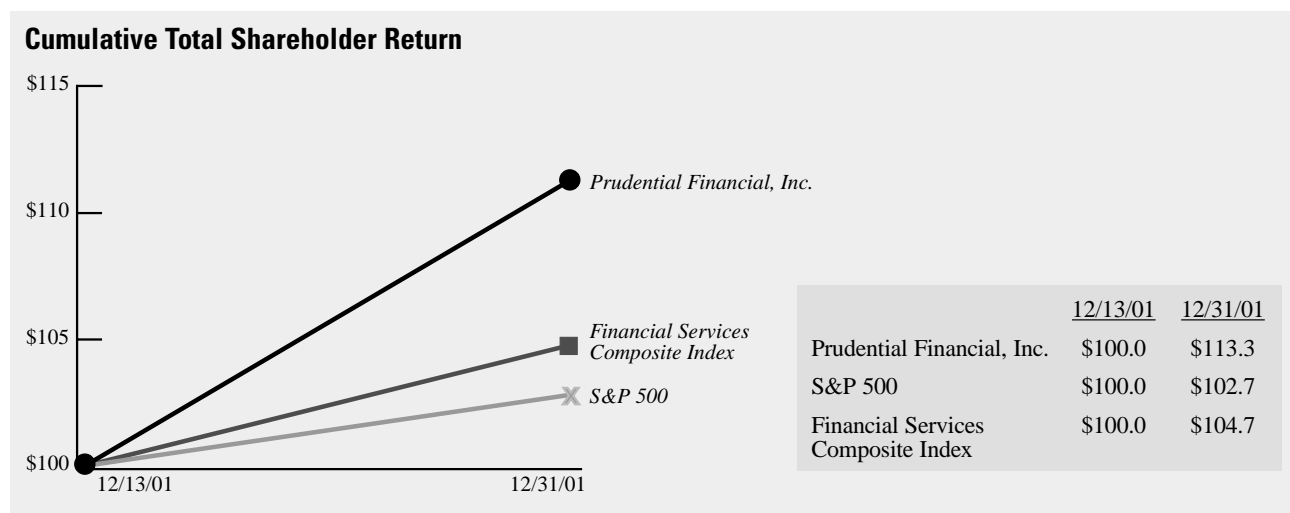 Cumulative Total Shareholder Return
$115
$110
$105
$100
12/13/01 12/31/01
Prudential Financial, Inc.
Financial Services
Composite Index
S&P 500
12/13/01 12/31/01
Prudential Financial, Inc. $100.0 $113.3
S&P 500 $100.0 $102.7
Financial Services $100.0 $104.7
Composite Index